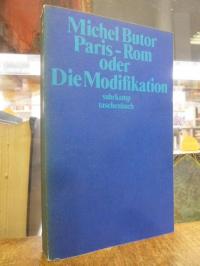 Michel Butor
Paris-Rom
oder
Die Modifikation
suhrkamp
taschenbuch